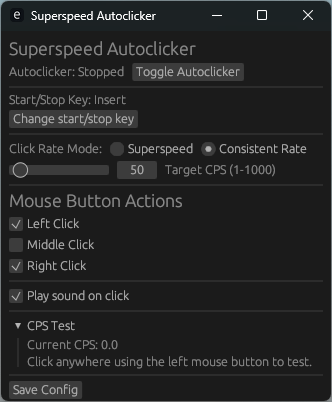 e Superspeed Autoclicker
Superspeed Autoclicker
Autoclicker: Stopped Toggle Autoclicker
Start/Stop Key: Insert
Change start/stop key
Click Rate Mode: Superspeed Consistent Rate
50 Target CPS (1-1000)
Mouse Button Actions
Left Click
Middle Click
Right Click
Play sound on click
CPS Test
Current CPS: 0.0
Click anywhere using the left mouse button to test.
Save Config